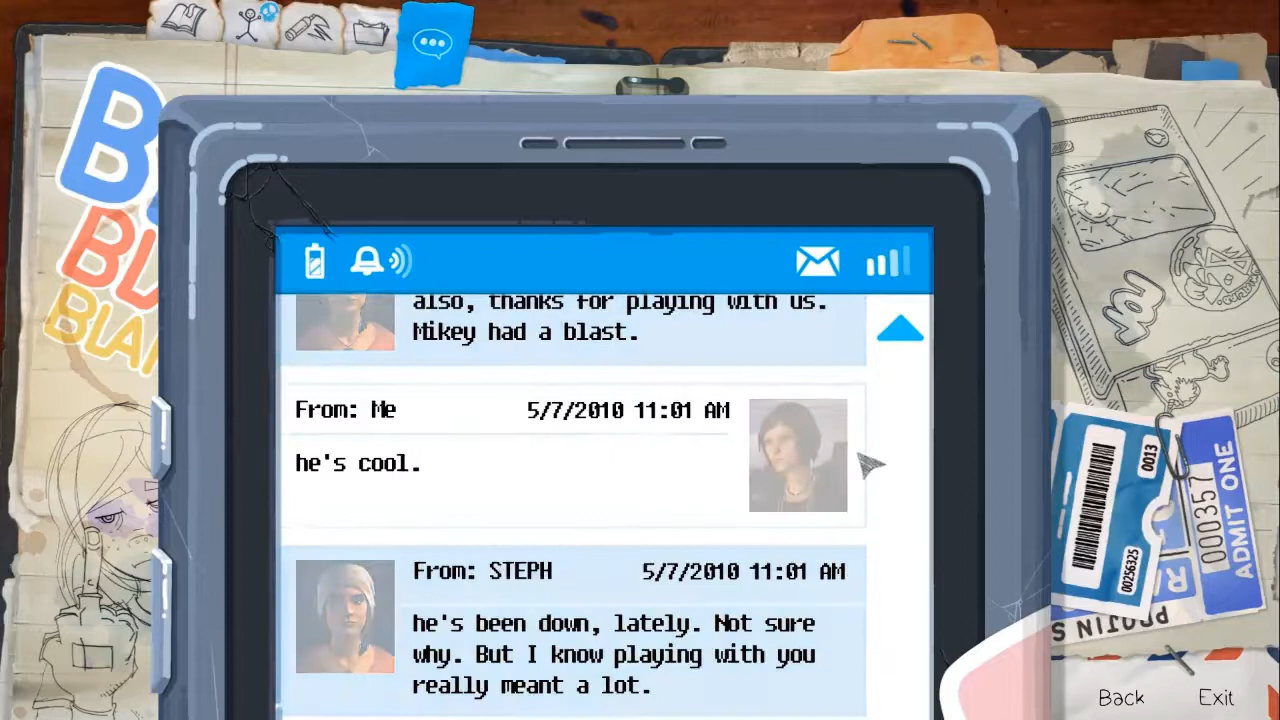 also, thanks for playing with us.
Mikey had a blast.
From: Me
5/7/2010 11:01 AM
he's cool.
From: STEPH
5/7/2010 11:01 AM
he's been down, lately. Not sure
why. But I know playing with you
really meant a lot.
0013
00256325
000357
ADMIT ONE
Back
Exit